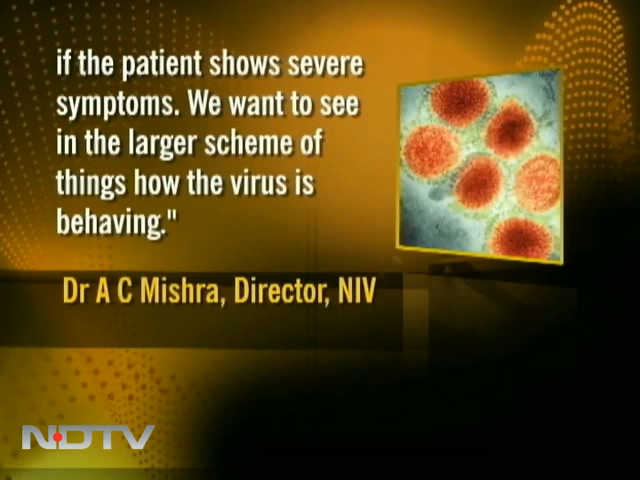 if the patient shows severe
symptoms. We want to see
in the larger scheme of
things how the virus is
behaving."
Dr A C Mishra, Director, NIV
NDTV